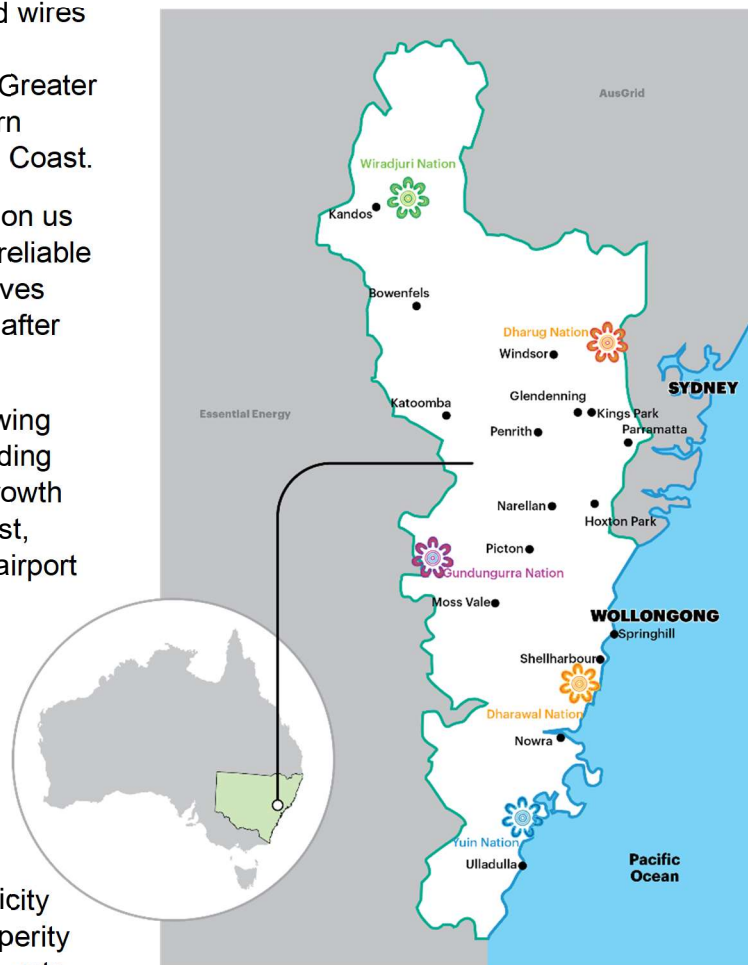 d wires
Greater
rn
Coast.
on us
reliable
ves
after
wing
ding
rowth
st,
airport
icity
perity
AusGrid
Wiradjuri Nation
Kandos
Bowenfels
Dharug Nation
Windsor
SYDNEY
Glendenning
Katoomba
Kings Park
Essential Energy
Parramatta
Penrith
Narellan
Hoxton Park
Picton
Gundungurra Nation
Moss Vale
WOLLONGONG
Springhill
Shellharbour
Dharawal Nation
Nowra
Yuin Nation
Ulladulla
Pacific
Ocean